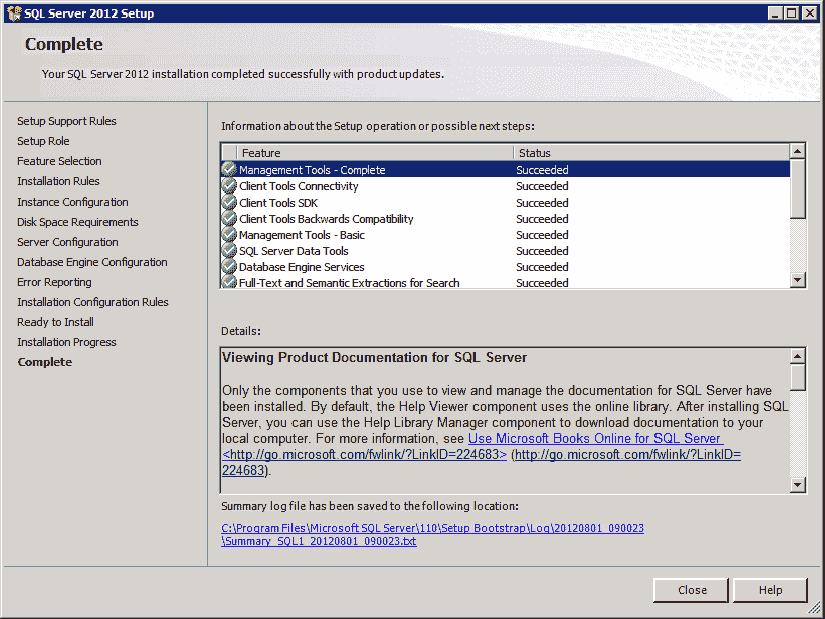 SQL Server 2012 Setup
Complete
Your SQL Server 2012 installation completed successfully with product updates.
Setup Support Rules
Setup Role
Feature Selection
Installation Rules
Instance Configuration
Disk Space Requirements
Server Configuration
Database Engine Configuration
Error Reporting
Installation Configuration Rules
Ready to Install
Installation Progress
Complete
Information about the Setup operation or possible next steps:
Feature Status
Management Tools - Complete Succeeded
Client Tools Connectivity Succeeded
Client Tools SDK Succeeded
Client Tools Backwards Compatibility Succeeded
Management Tools - Basic Succeeded
SQL Server Data Tools Succeeded
Database Engine Services Succeeded
Full-Text and Semantic Extractions for Search Succeeded
Details:
Viewing Product Documentation for SQL Server
Only the components that you use to view and manage the documentation for SQL Server have
been installed. By default, the Help Viewer component uses the online library. After installing SQL
Server, you can use the Help Library Manager component to download documentation to your
local computer. For more information, see Use Microsoft Books Online for SQL Server
<http://go.microsoft.com/fwlink/?LinkID=224683> (http://go.microsoft.com/fwlink/?LinkID=
224683).
Summary log file has been saved to the following location:
C:\Program Files\Microsoft SQL Server\110\Setup Bootstrap\Log\20120801_090023
\Summary_SQL1_20120801_090023.txt
Close Help